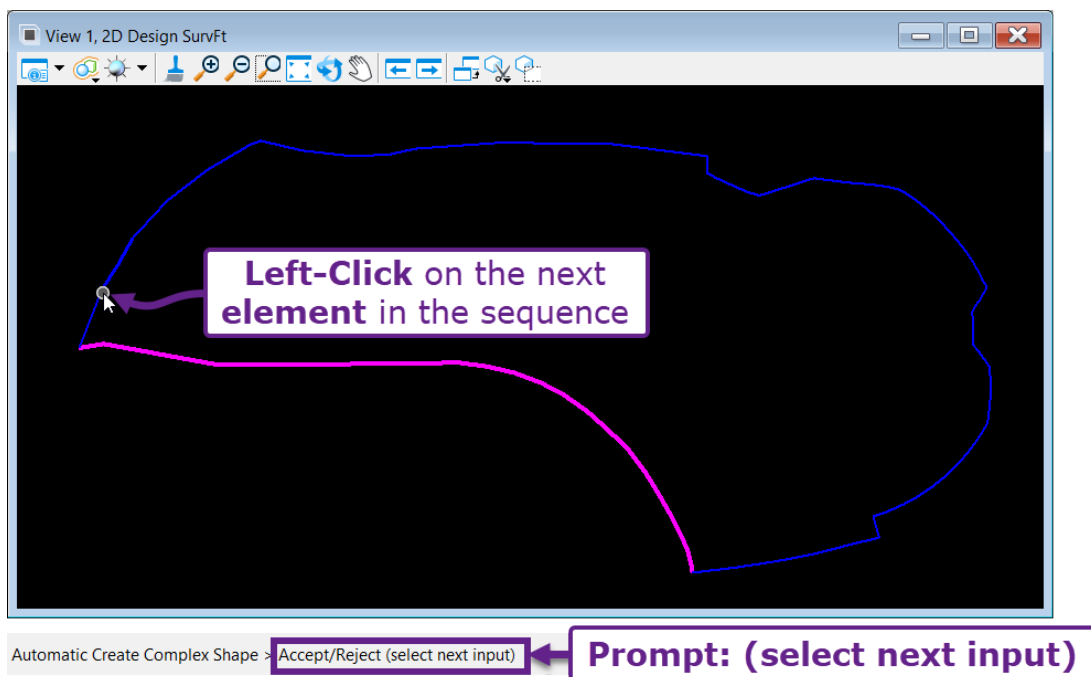 View 1, 2D Design SurvFt
Left-Click on the next
element in the sequence
Automatic Create Complex Shape > Accept/Reject (select next input)
Prompt: (select next input)